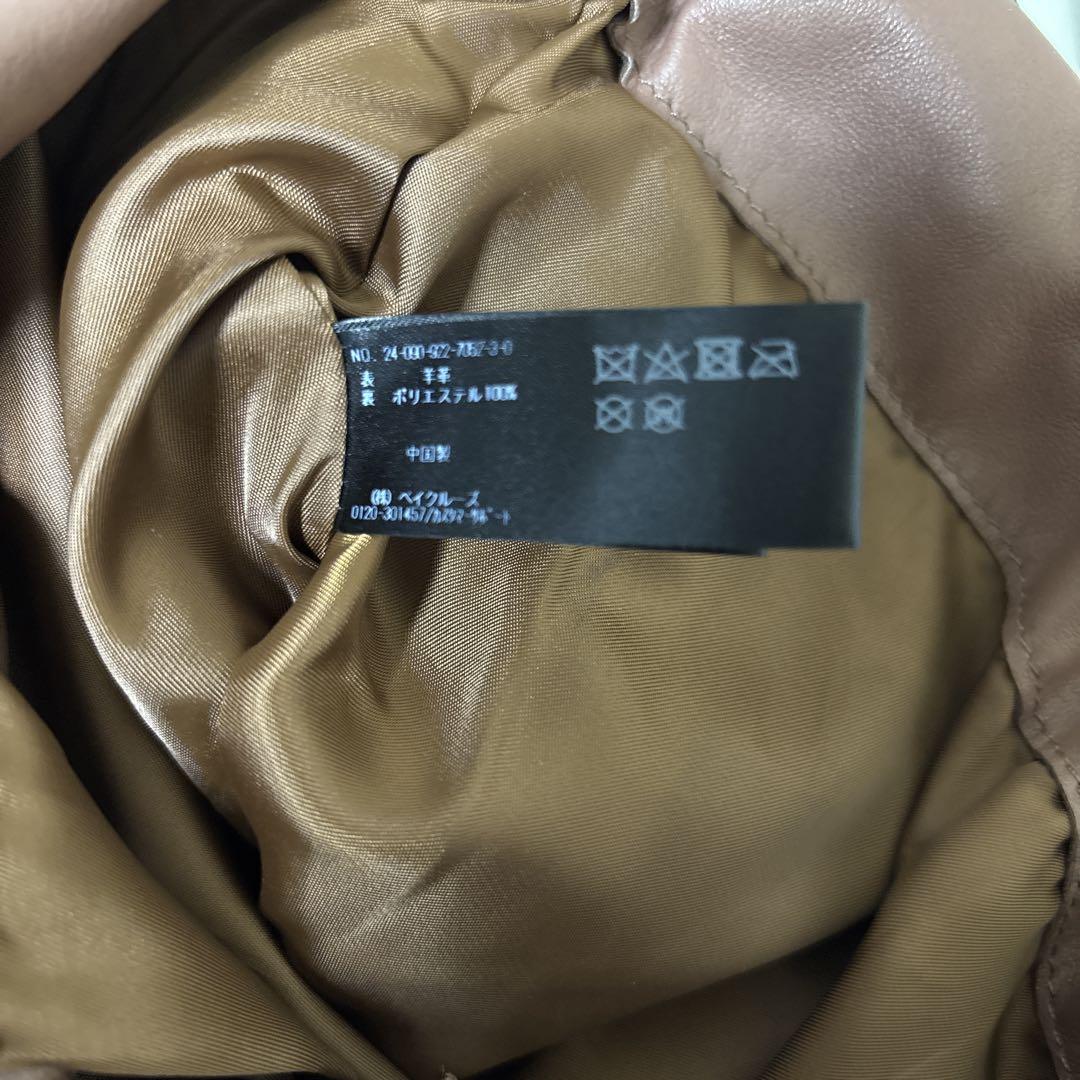 NO. 24-090-922-7052-3-0
表 羊革
裏 ポリエステル100%
中国製
(株) ベイクルーズ
0120-301457/カスタマーサポート